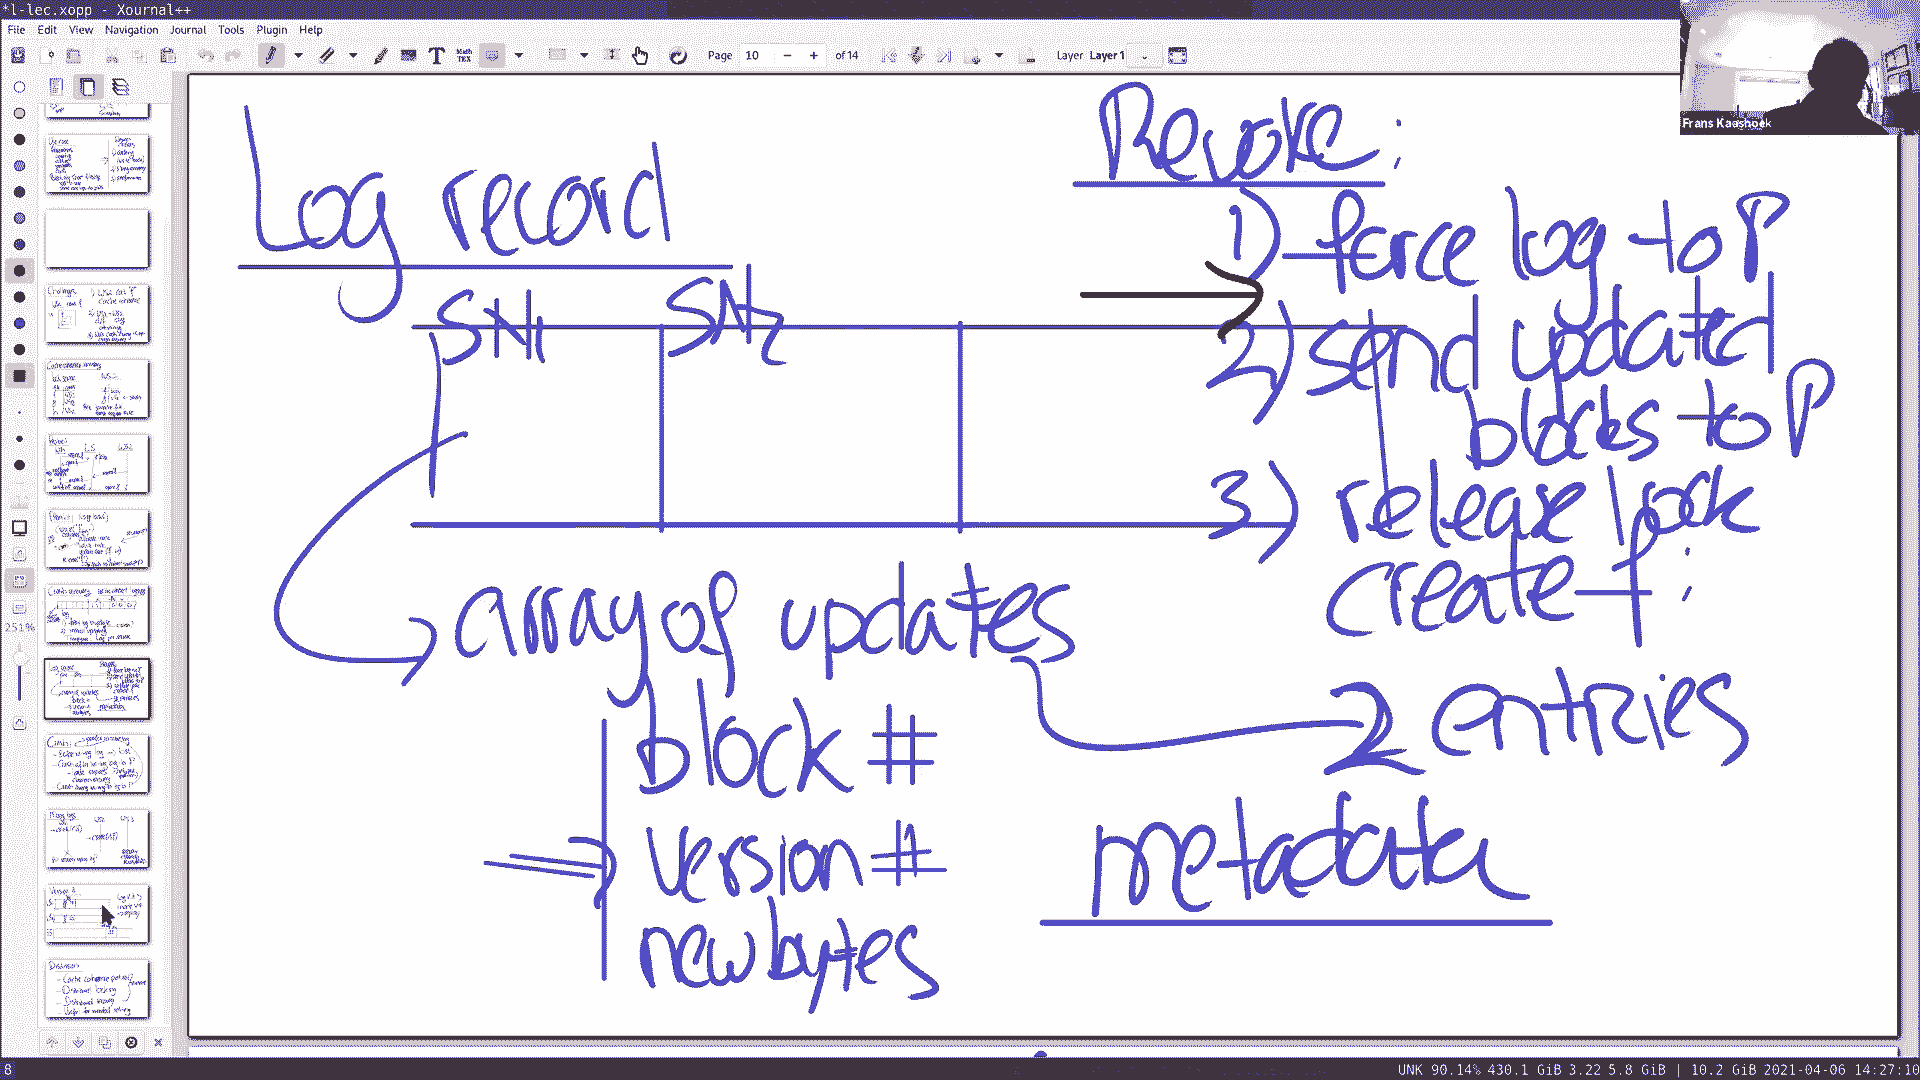 *l-lec.xopp - Xournal++
File Edit View Navigation Journal Tools Plugin Help
Page 10 of 14 Layer Layer 1
Frans Kaashoek
Log record
SN1 SN2
array of updates
block #
version #
new bytes
Revoke:
1) force log to P
2) send updated
blocks to P
3) release lock
create f:
2 entries
metadata
251%
8
UNK 90.14% 430.1 GiB 3.22 5.8 GiB | 10.2 GiB 2021-04-06 14:27:10